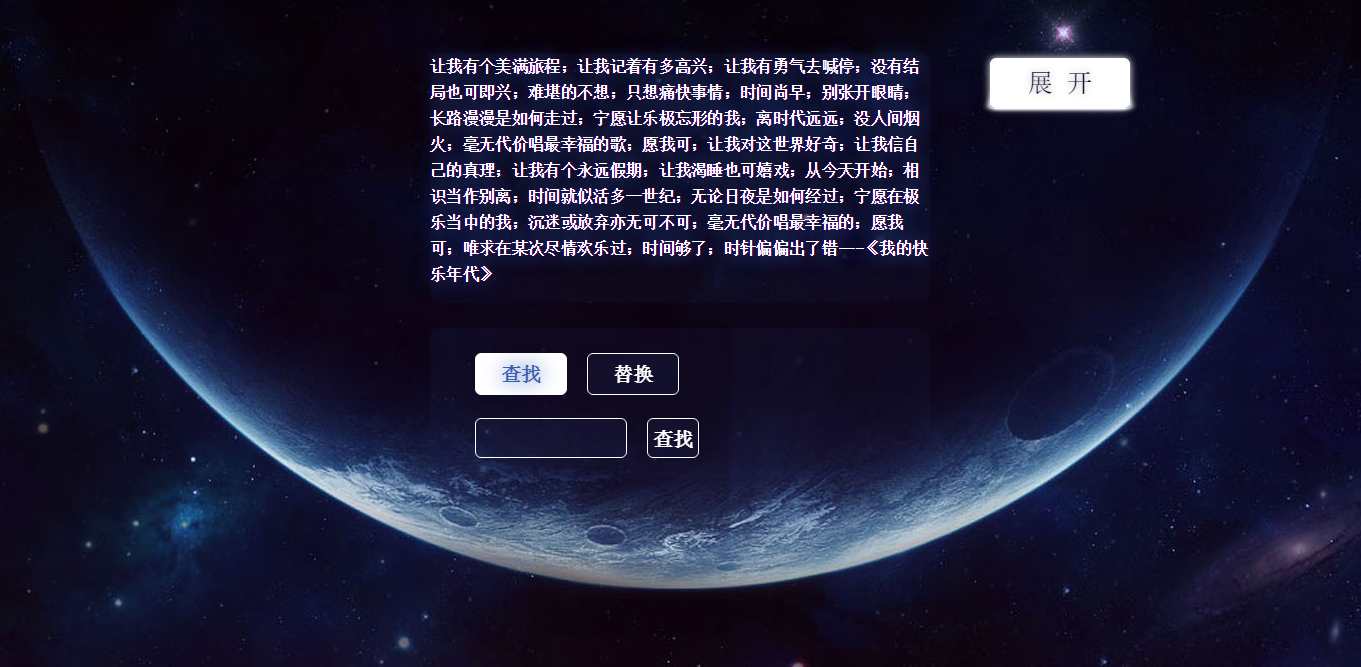 让我有个美满旅程；让我记着有多高兴；让我有勇气去喊停；没有结
局也可即兴；难堪的不想；只想痛快事情；时间尚早；别张开眼睛；
长路漫漫是如何走过；宁愿让乐极忘形的我；离时代远远；没人间烟
火；毫无代价唱最幸福的歌；愿我可；让我对这世界好奇；让我信自
己的真理；让我有个永远假期；让我渴睡也可嬉戏；从今天开始；相
识当作别离；时间就似活多一世纪；无论日夜是如何经过；宁愿在极
乐当中的我；沉迷或放弃亦无可不可；毫无代价唱最幸福的；愿我
可；唯求在某次尽情欢乐过；时间够了；时针偏偏出了错---《我的快
乐年代》
展 开
查找
替换
查找